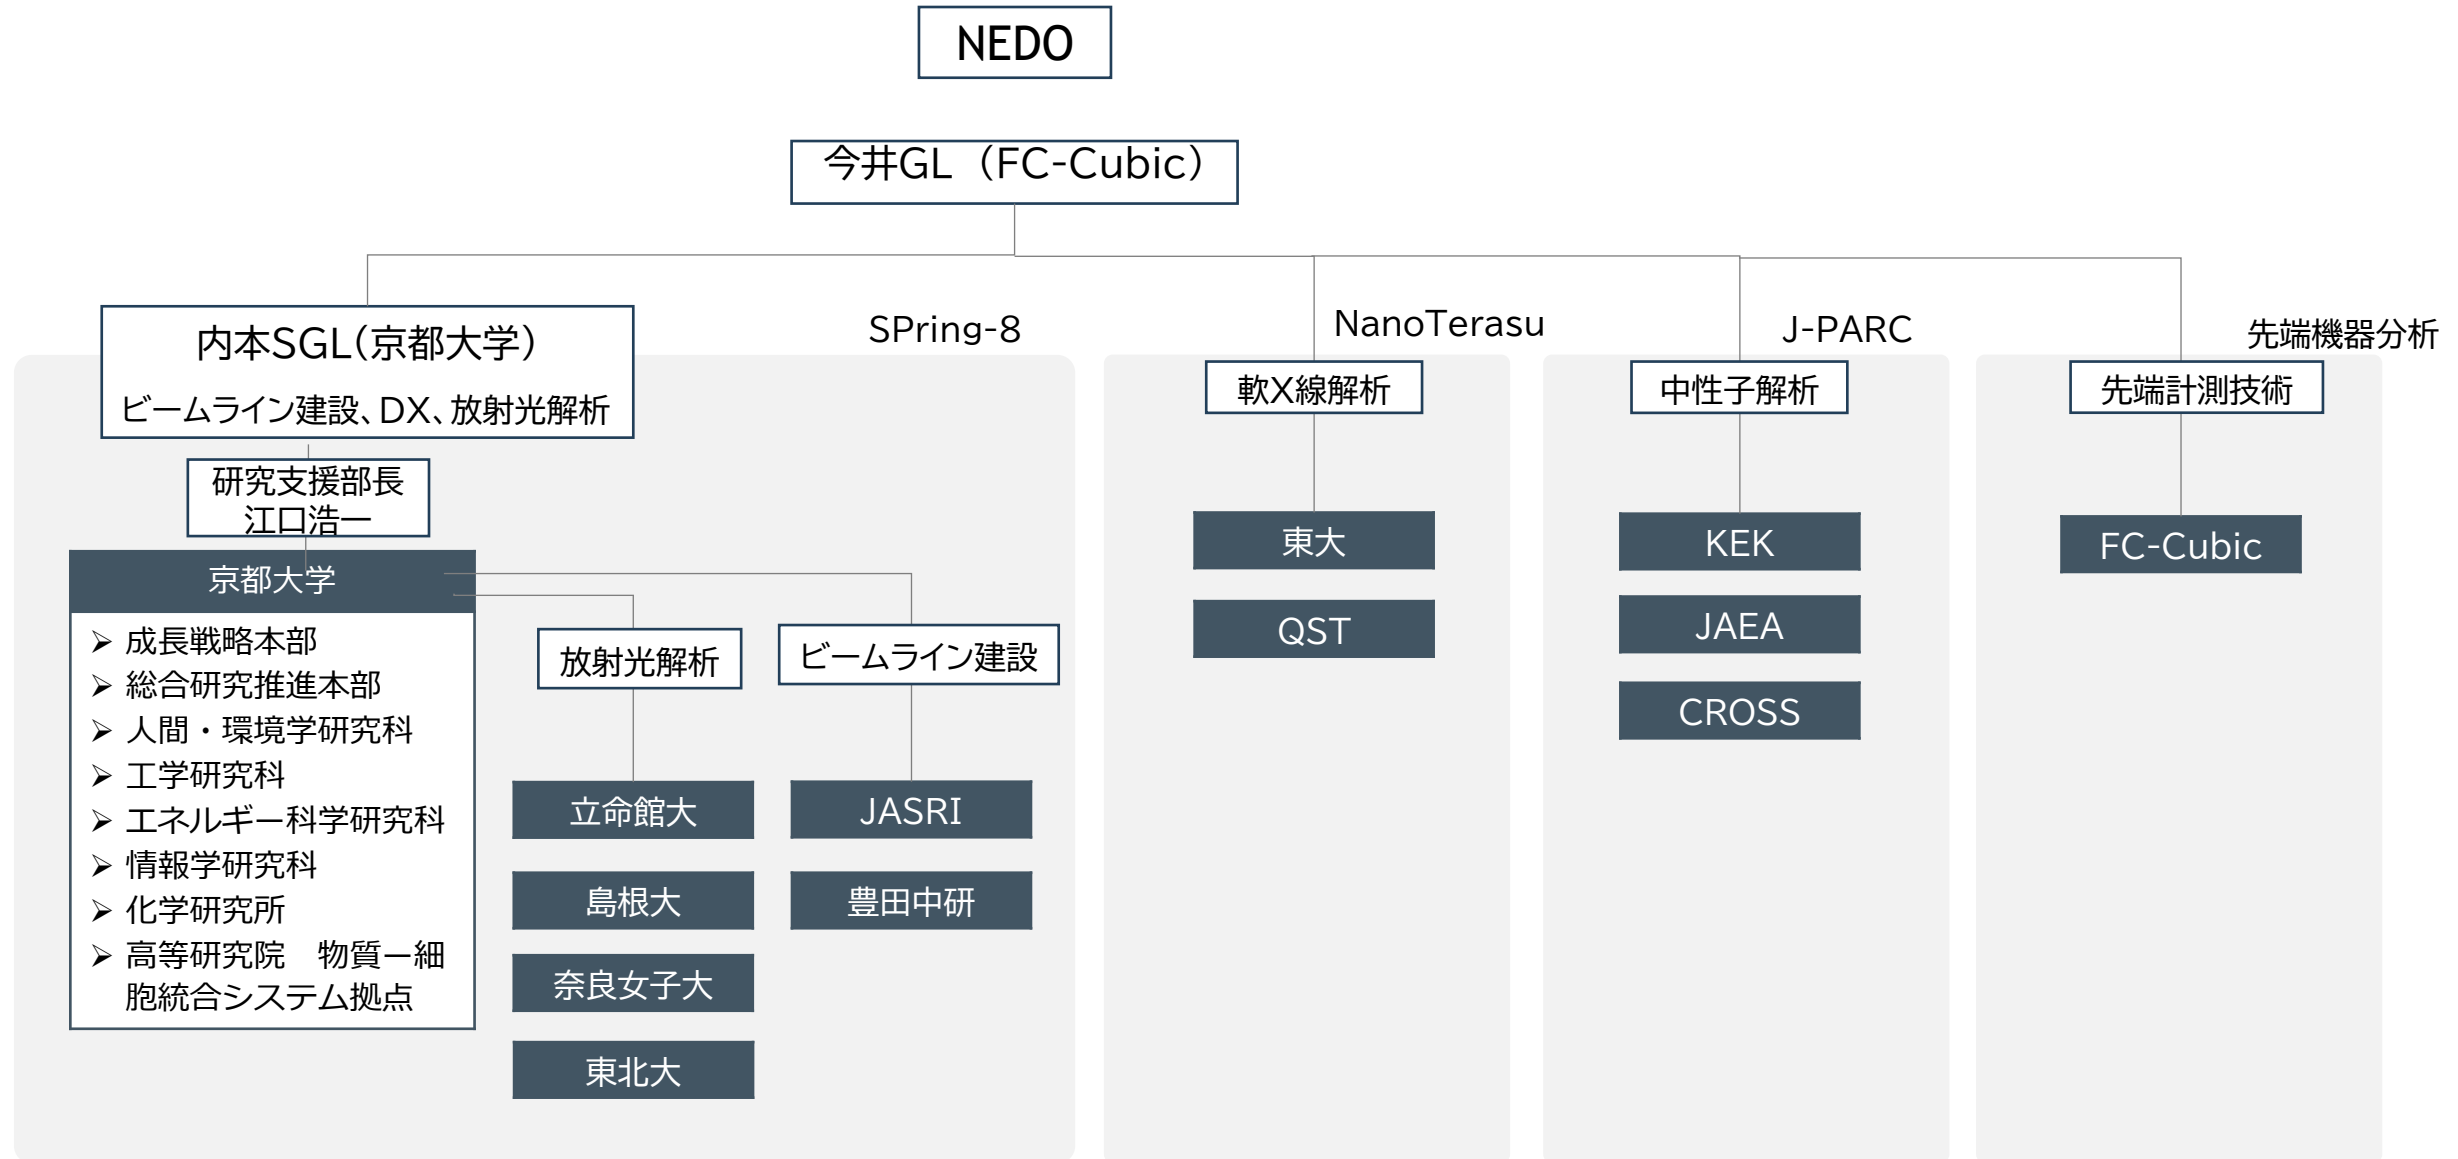 NEDO
今井GL（FC-Cubic）
内本SGL（京都大学）
ビームライン建設、DX、放射光解析
SPring-8
研究支援部長
江口浩一
京都大学
➢ 成長戦略本部
➢ 総合研究推進本部
➢ 人間・環境学研究科
➢ 工学研究科
➢ エネルギー科学研究科
➢ 情報学研究科
➢ 化学研究所
➢ 高等研究院　物質ー細
胞統合システム拠点
放射光解析
立命館大
島根大
奈良女子大
東北大
ビームライン建設
JASRI
豊田中研
NanoTerasu
軟X線解析
東大
QST
J-PARC
中性子解析
KEK
JAEA
CROSS
先端機器分析
先端計測技術
FC-Cubic